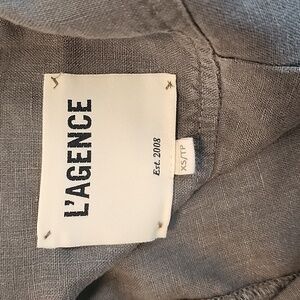 L'AGENCE
Est. 2008
XS/TP